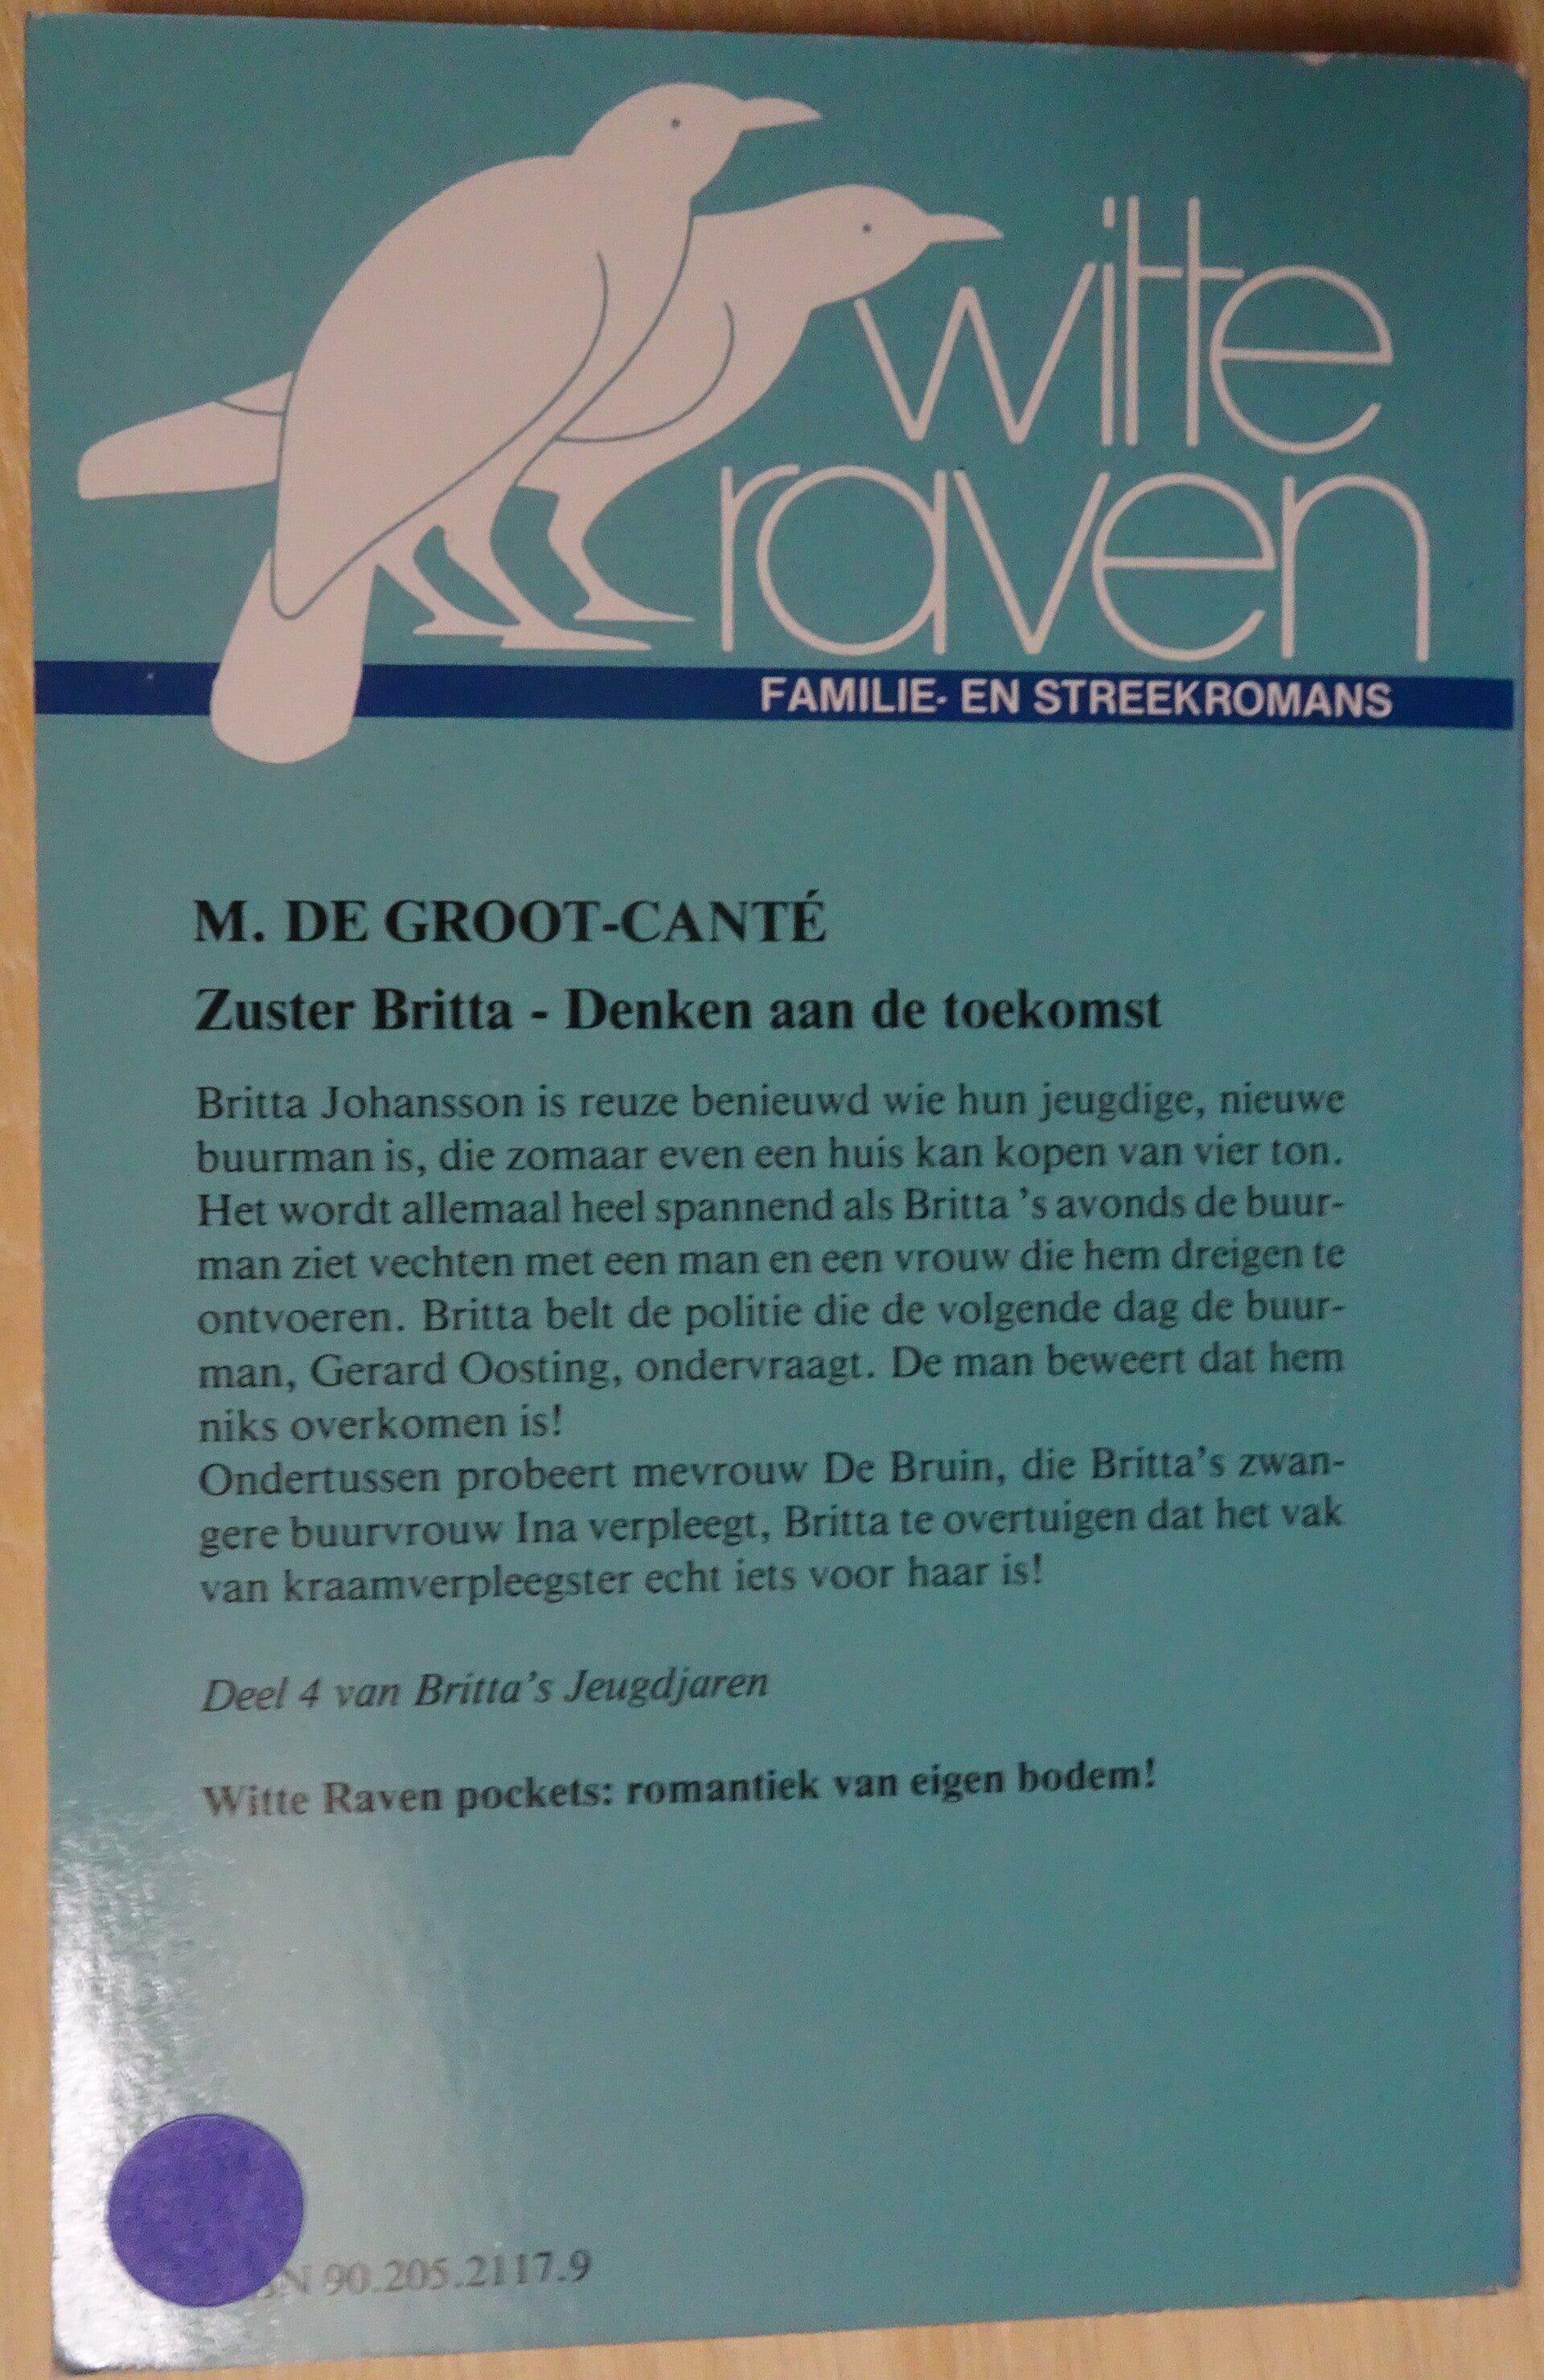 witte
raven
FAMILIE- EN STREEKROMANS
M. DE GROOT-CANTÉ
Zuster Britta - Denken aan de toekomst
Britta Johansson is reuze benieuwd wie hun jeugdige, nieuwe
buurman is, die zomaar even een huis kan kopen van vier ton.
Het wordt allemaal heel spannend als Britta 's avonds de buur-
man ziet vechten met een man en een vrouw die hem dreigen te
ontvoeren. Britta belt de politie die de volgende dag de buur-
man, Gerard Oosting, ondervraagt. De man beweert dat hem
niks overkomen is!
Ondertussen probeert mevrouw De Bruin, die Britta's zwan-
gere buurvrouw Ina verpleegt, Britta te overtuigen dat het vak
van kraamverpleegster echt iets voor haar is!
Deel 4 van Britta's Jeugdjaren
Witte Raven pockets: romantiek van eigen bodem!
90.205.2117.9